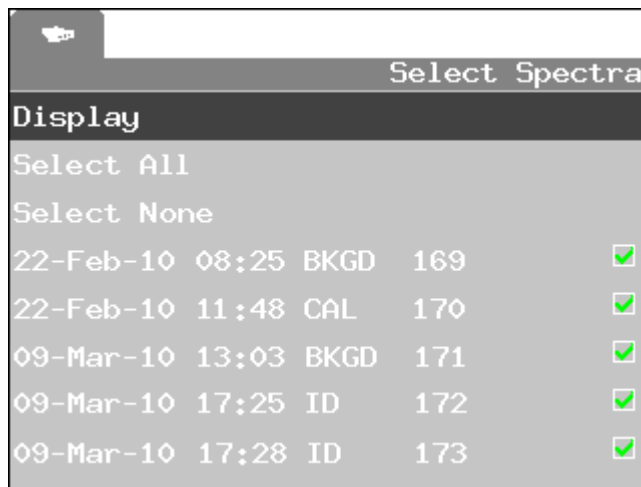 Select Spectra
Display
Select All
Select None
22-Feb-10 08:25 BKGD 169
22-Feb-10 11:48 CAL 170
09-Mar-10 13:03 BKGD 171
09-Mar-10 17:25 ID 172
09-Mar-10 17:28 ID 173